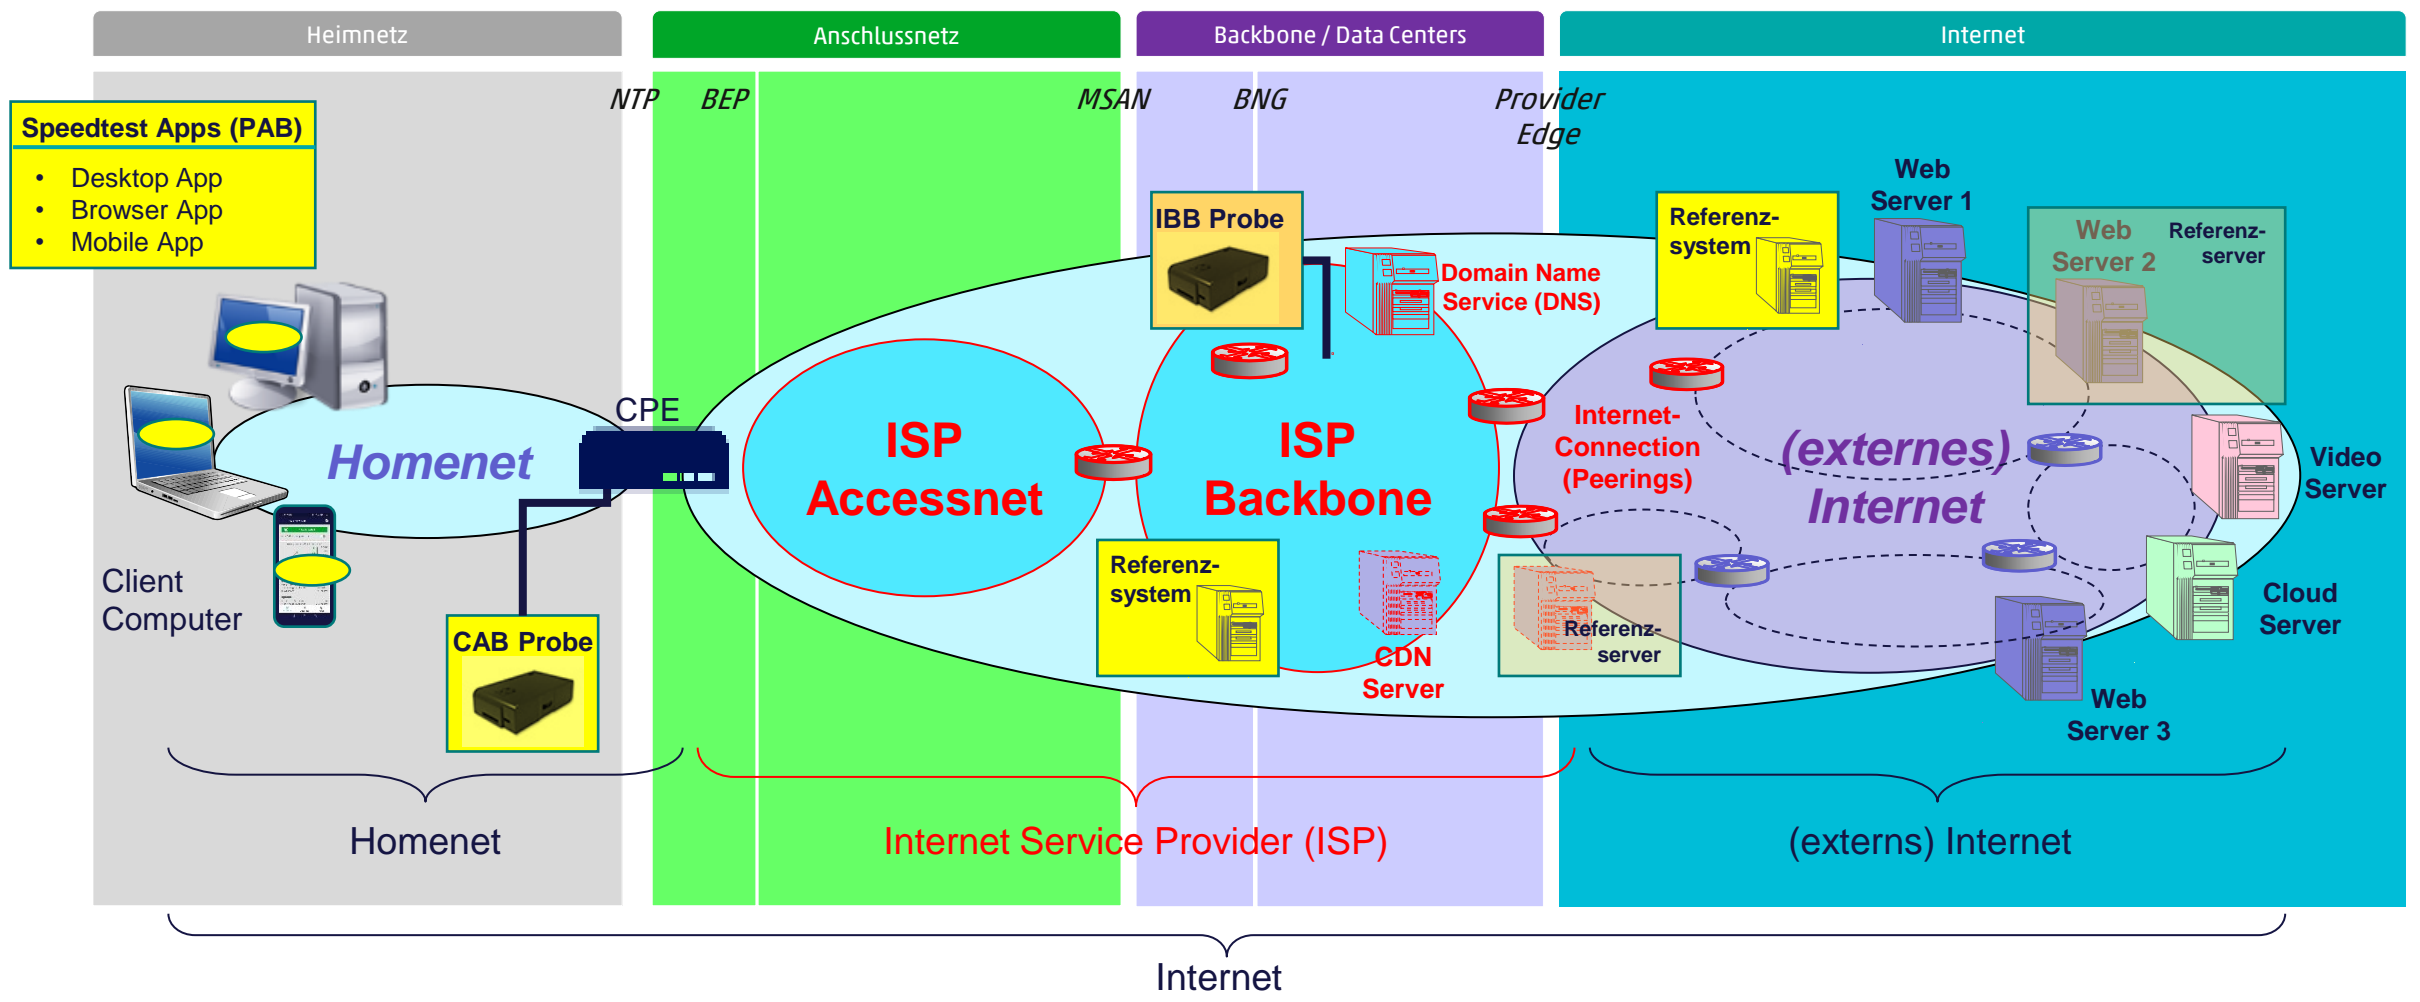 Heimnetz
Anschlussnetz
Backbone / Data Centers
Internet
NTP
BEP
MSAN
BNG
Provider
Edge
Speedtest Apps (PAB)
• Desktop App
• Browser App
• Mobile App
IBB Probe
Domain Name
Service (DNS)
Referenz-
system
Web
Server 1
Web
Server 2
Referenz-
server
CPE
Homenet
ISP
Accessnet
ISP
Backbone
Internet-
Connection
(Peerings)
(externes)
Internet
Video
Server
Client
Computer
CAB Probe
Referenz-
system
CDN
Server
Referenz-
server
Cloud
Server
Web
Server 3
Homenet
Internet Service Provider (ISP)
(externs) Internet
Internet